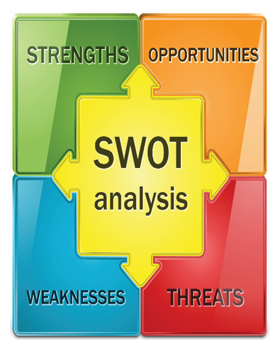 STRENGTHS
OPPORTUNITIES
SWOT
analysis
WEAKNESSES
THREATS